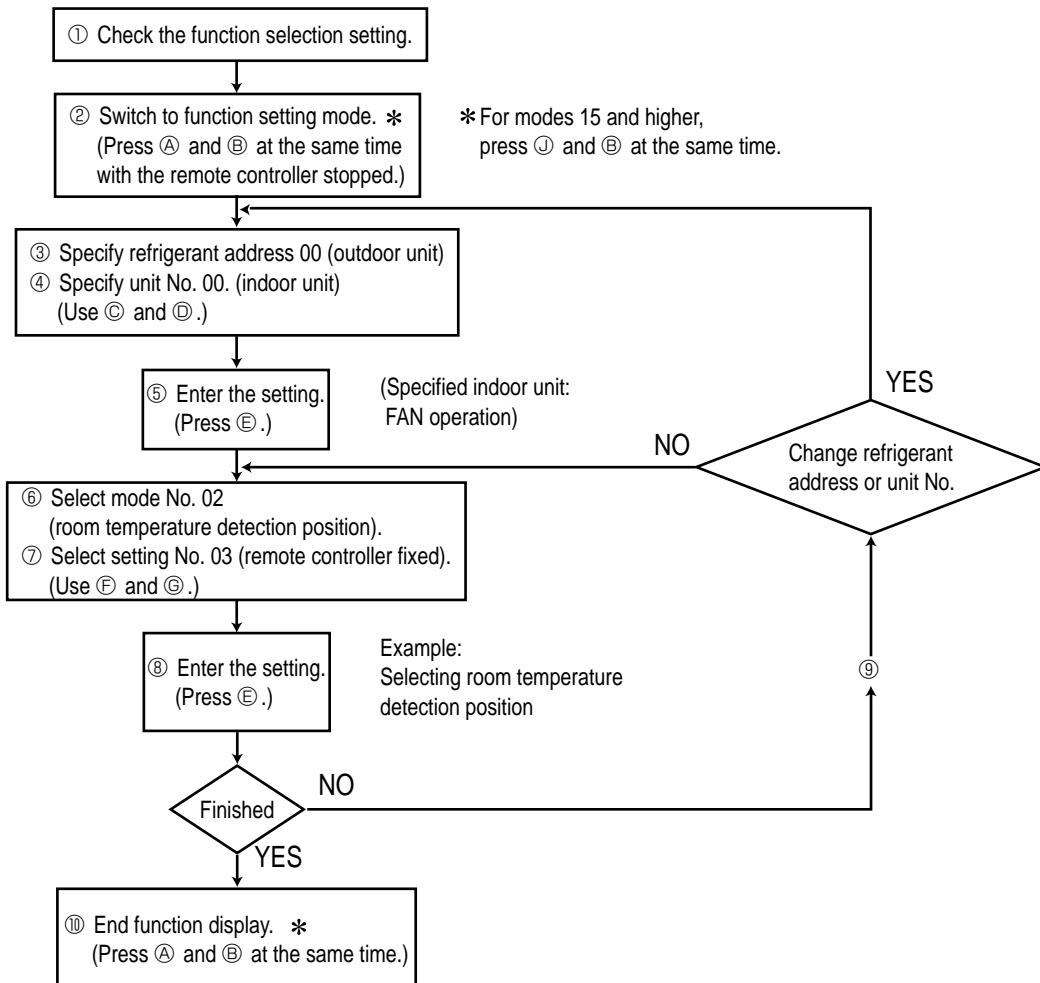 ① Check the function selection setting.
② Switch to function setting mode. *
(Press Ⓐ and Ⓑ at the same time
with the remote controller stopped.)
* For modes 15 and higher,
press Ⓙ and Ⓑ at the same time.
③ Specify refrigerant address 00 (outdoor unit)
④ Specify unit No. 00. (indoor unit)
(Use Ⓒ and Ⓓ.)
⑤ Enter the setting.
(Press Ⓔ.)
(Specified indoor unit:
FAN operation)
YES
NO
Change refrigerant
address or unit No.
⑥ Select mode No. 02
(room temperature detection position).
⑦ Select setting No. 03 (remote controller fixed).
(Use Ⓕ and Ⓖ.)
⑧ Enter the setting.
(Press Ⓔ.)
Example:
Selecting room temperature
detection position
⑨
NO
Finished
YES
⑩ End function display. *
(Press Ⓐ and Ⓑ at the same time.)